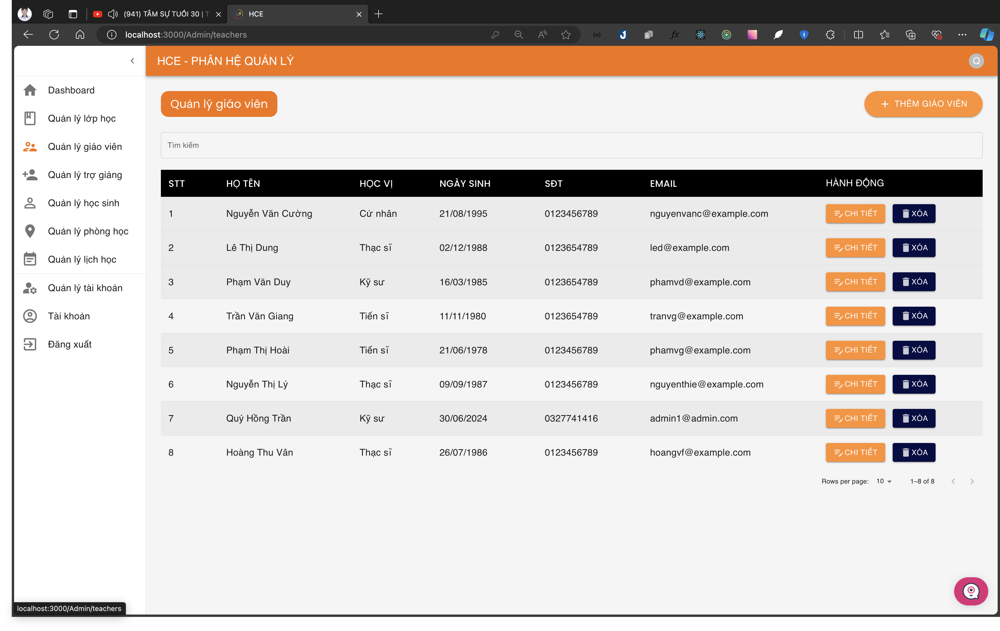 (941) TÂM SỰ TUỔI 30 | T
HCE
localhost:3000/Admin/teachers
HCE - PHÂN HỆ QUẢN LÝ
Q
Dashboard
Quản lý lớp học
Quản lý giáo viên
Quản lý trợ giảng
Quản lý học sinh
Quản lý phòng học
Quản lý lịch học
Quản lý tài khoản
Tài khoản
Đăng xuất
Quản lý giáo viên
+ THÊM GIÁO VIÊN
Tìm kiếm
STT HỌ TÊN HỌC VỊ NGÀY SINH SĐT EMAIL HÀNH ĐỘNG
1 Nguyễn Văn Cường Cử nhân 21/08/1995 0123456789 nguyenvanc@example.com CHI TIẾT XÓA
2 Lê Thị Dung Thạc sĩ 02/12/1988 0123654789 led@example.com CHI TIẾT XÓA
3 Phạm Văn Duy Kỹ sư 16/03/1985 0123654789 phamvd@example.com CHI TIẾT XÓA
4 Trần Văn Giang Tiến sĩ 11/11/1980 0123654789 tranvg@example.com CHI TIẾT XÓA
5 Phạm Thị Hoài Tiến sĩ 21/06/1978 0123456789 phamvg@example.com CHI TIẾT XÓA
6 Nguyễn Thị Lý Thạc sĩ 09/09/1987 0123456789 nguyenthie@example.com CHI TIẾT XÓA
7 Quý Hồng Trần Kỹ sư 30/06/2024 0327741416 admin1@admin.com CHI TIẾT XÓA
8 Hoàng Thu Vân Thạc sĩ 26/07/1986 0123456789 hoangvf@example.com CHI TIẾT XÓA
Rows per page: 10 1–8 of 8
localhost:3000/Admin/teachers